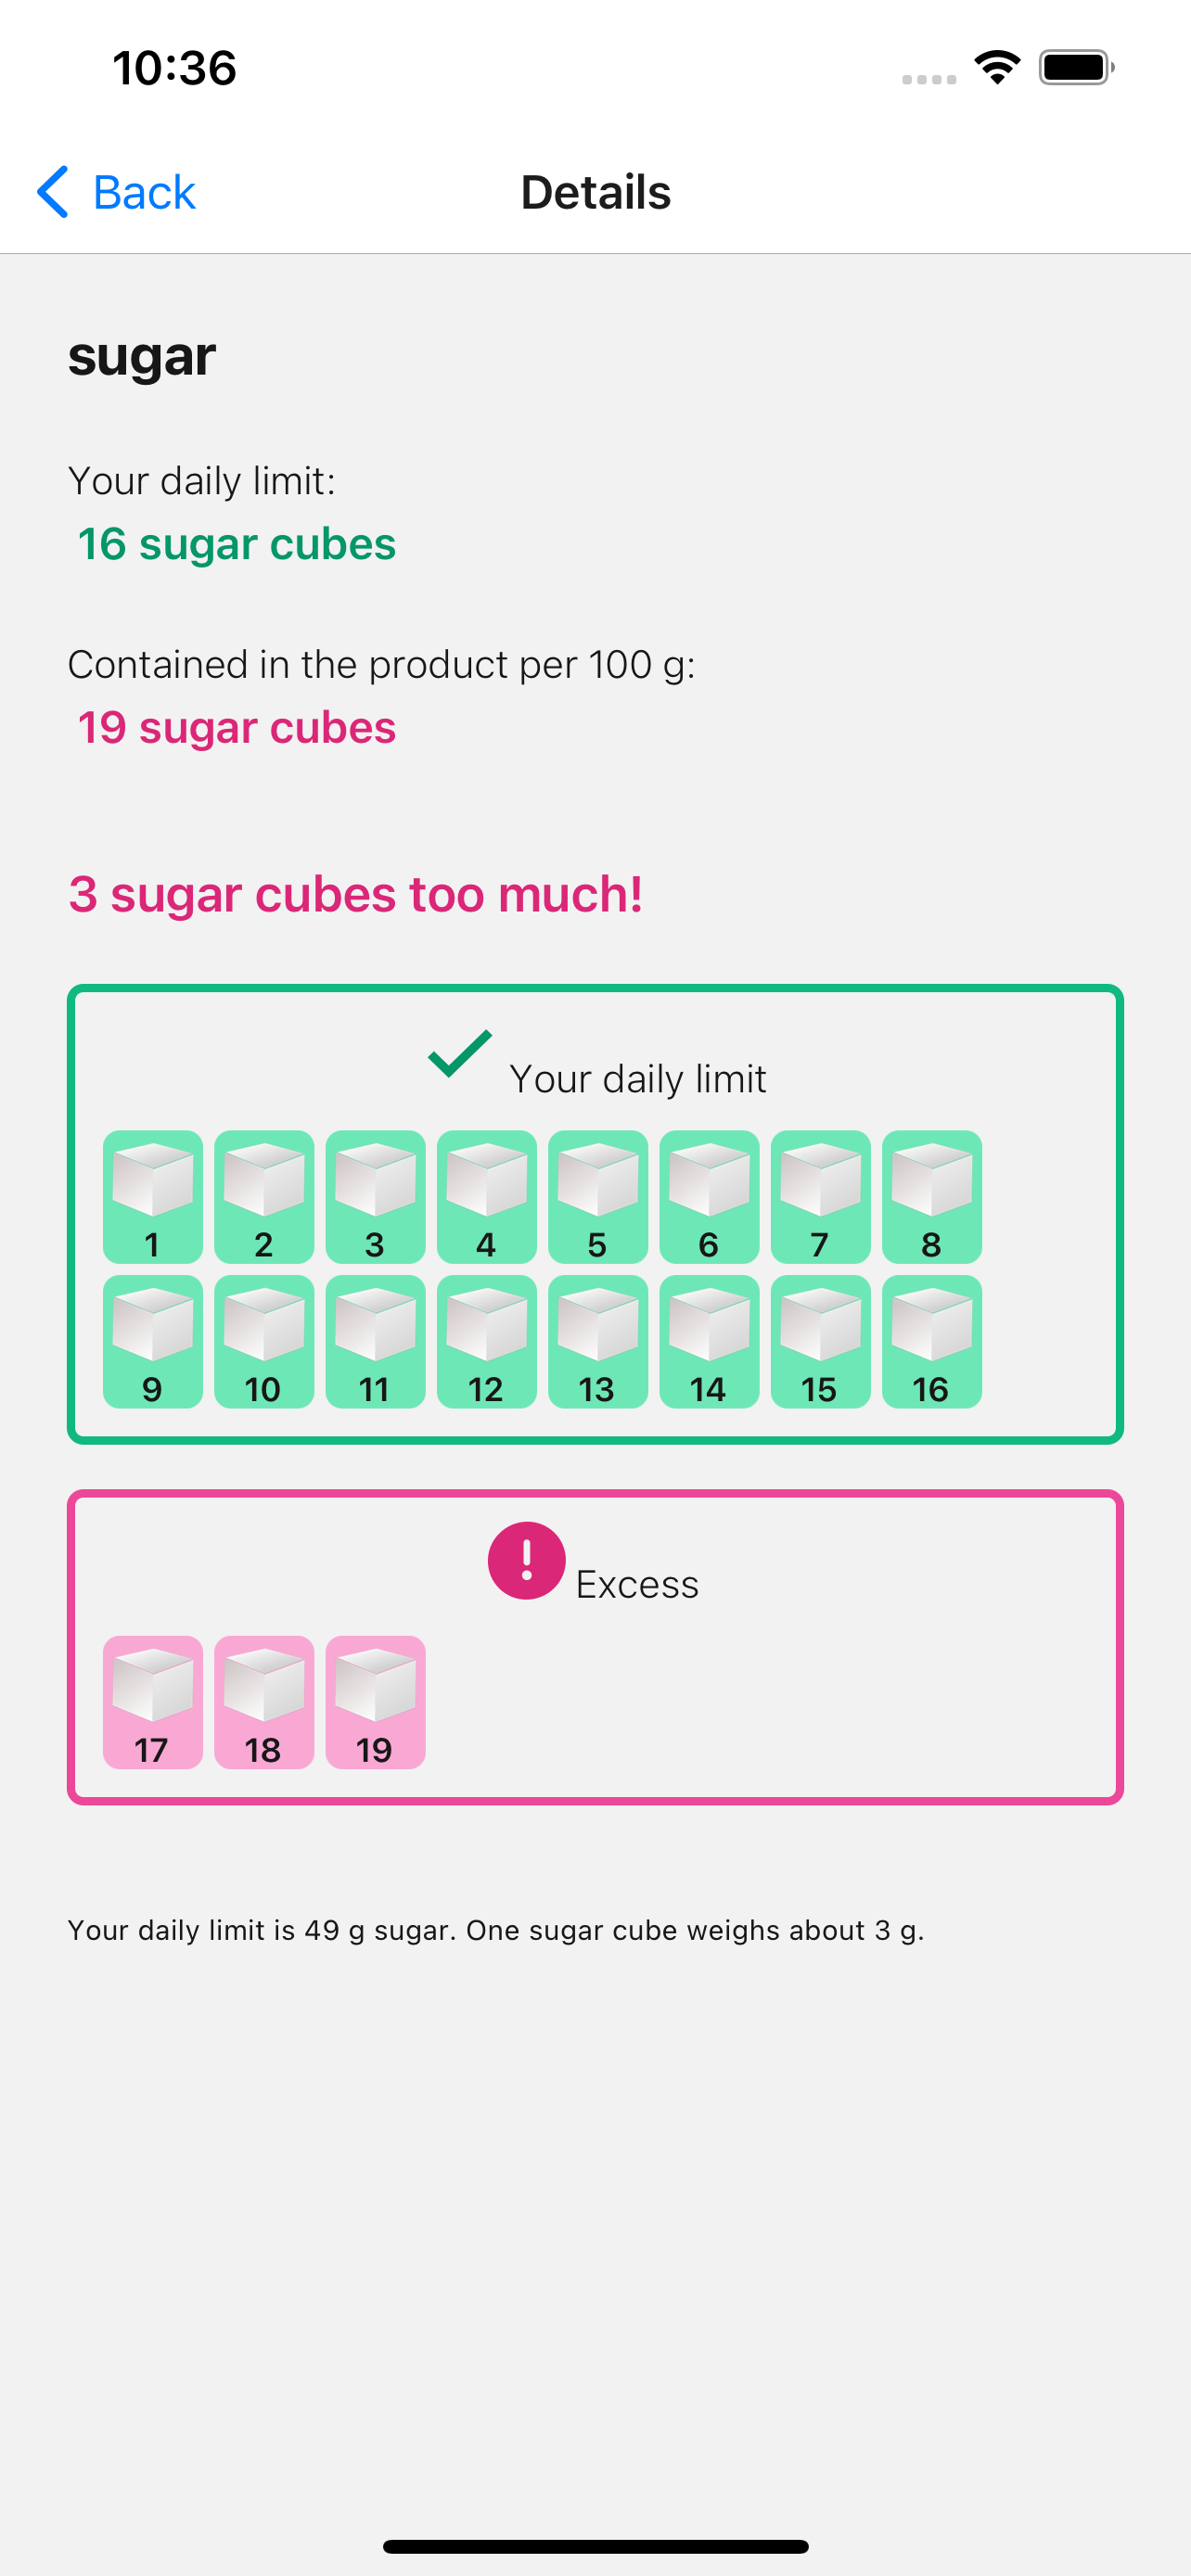 10:36
Back
Details
sugar
Your daily limit:
16 sugar cubes
Contained in the product per 100 g:
19 sugar cubes
3 sugar cubes too much!
Your daily limit
1 2 3 4 5 6 7 8
9 10 11 12 13 14 15 16
Excess
17 18 19
Your daily limit is 49 g sugar. One sugar cube weighs about 3 g.